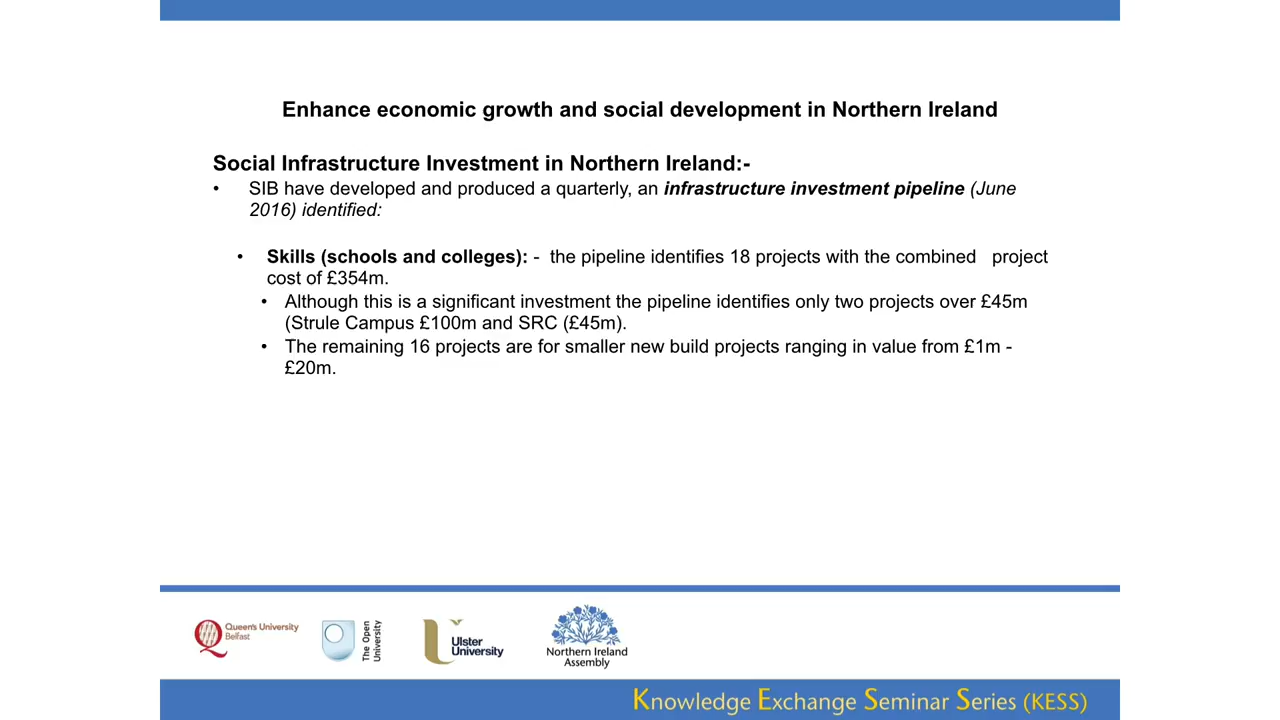 Enhance economic growth and social development in Northern Ireland
Social Infrastructure Investment in Northern Ireland:-
• SIB have developed and produced a quarterly, an infrastructure investment pipeline (June
2016) identified:
• Skills (schools and colleges): - the pipeline identifies 18 projects with the combined project
cost of £354m.
• Although this is a significant investment the pipeline identifies only two projects over £45m
(Strule Campus £100m and SRC (£45m).
• The remaining 16 projects are for smaller new build projects ranging in value from £1m -
£20m.
Queen's University
Belfast
The Open
University
Ulster
University
Northern Ireland
Assembly
Knowledge Exchange Seminar Series (KESS)